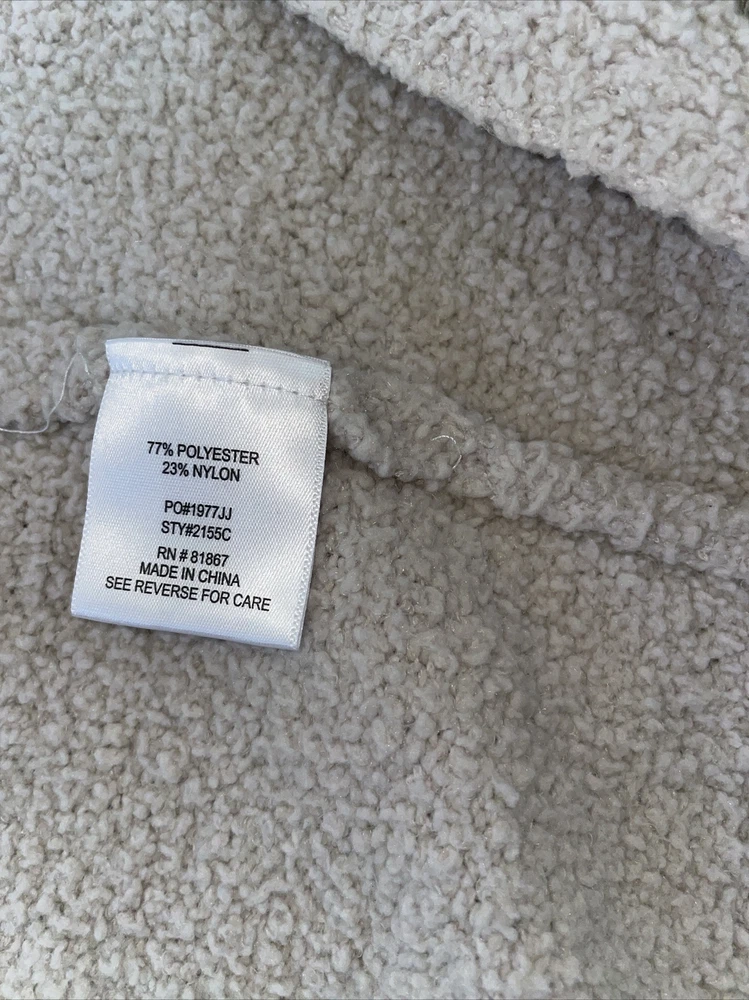 77% POLYESTER
23% NYLON
PO#1977JJ
STY#2155C
RN # 81867
MADE IN CHINA
SEE REVERSE FOR CARE